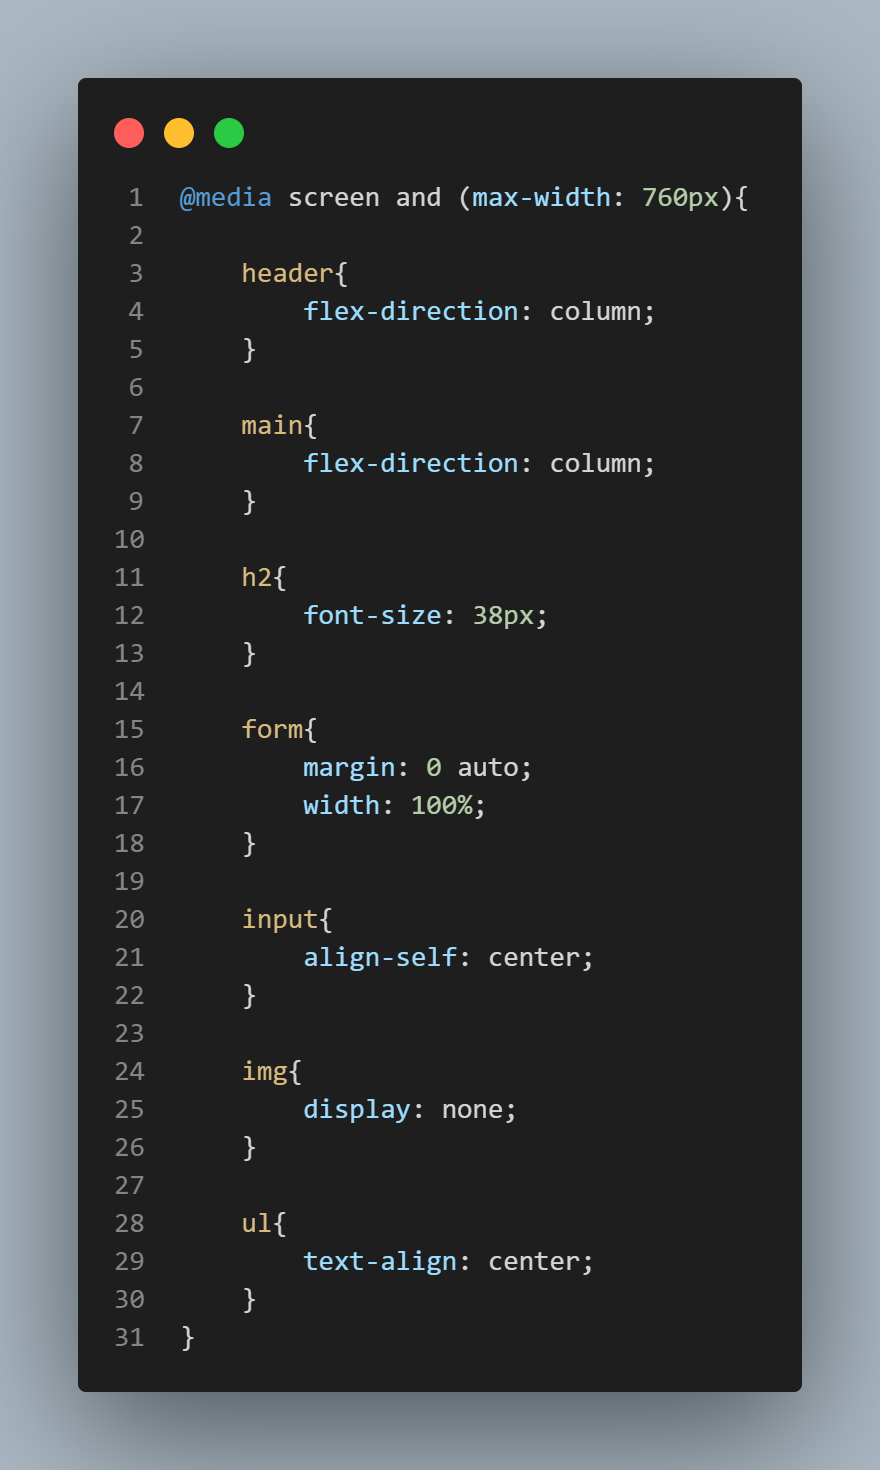 1 @media screen and (max-width: 760px){
2
3     header{
4         flex-direction: column;
5     }
6
7     main{
8         flex-direction: column;
9     }
10
11     h2{
12         font-size: 38px;
13     }
14
15     form{
16         margin: 0 auto;
17         width: 100%;
18     }
19
20     input{
21         align-self: center;
22     }
23
24     img{
25         display: none;
26     }
27
28     ul{
29         text-align: center;
30     }
31 }